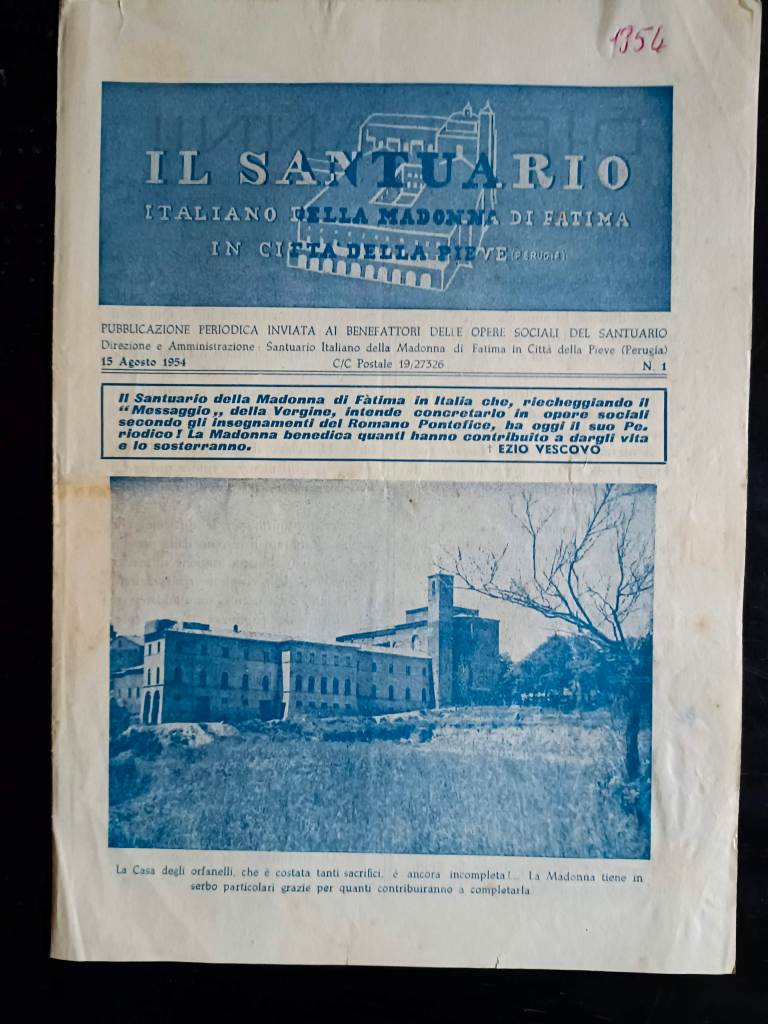 1954
IL SANTUARIO
ITALIANO DELLA MADONNA DI FATIMA
IN CITTÀ DELLA PIEVE (PERUGIA)
PUBBLICAZIONE PERIODICA INVIATA AI BENEFATTORI DELLE OPERE SOCIALI DEL SANTUARIO
Direzione e Amministrazione: Santuario Italiano della Madonna di Fatima in Città della Pieve (Perugia)
15 Agosto 1954 C/C Postale 19/27326 N. 1
Il Santuario della Madonna di Fàtima in Italia che, riecheggiando il
“Messaggio„ della Vergine, intende concretarlo in opere sociali
secondo gli insegnamenti del Romano Pontefice, ha oggi il suo Pe-
riodico! La Madonna benedica quanti hanno contribuito a dargli vita
e lo sosterranno. † EZIO VESCOVO
La Casa degli orfanelli, che è costata tanti sacrifici, è ancora incompleta!... La Madonna tiene in
serbo particolari grazie per quanti contribuiranno a completarla.